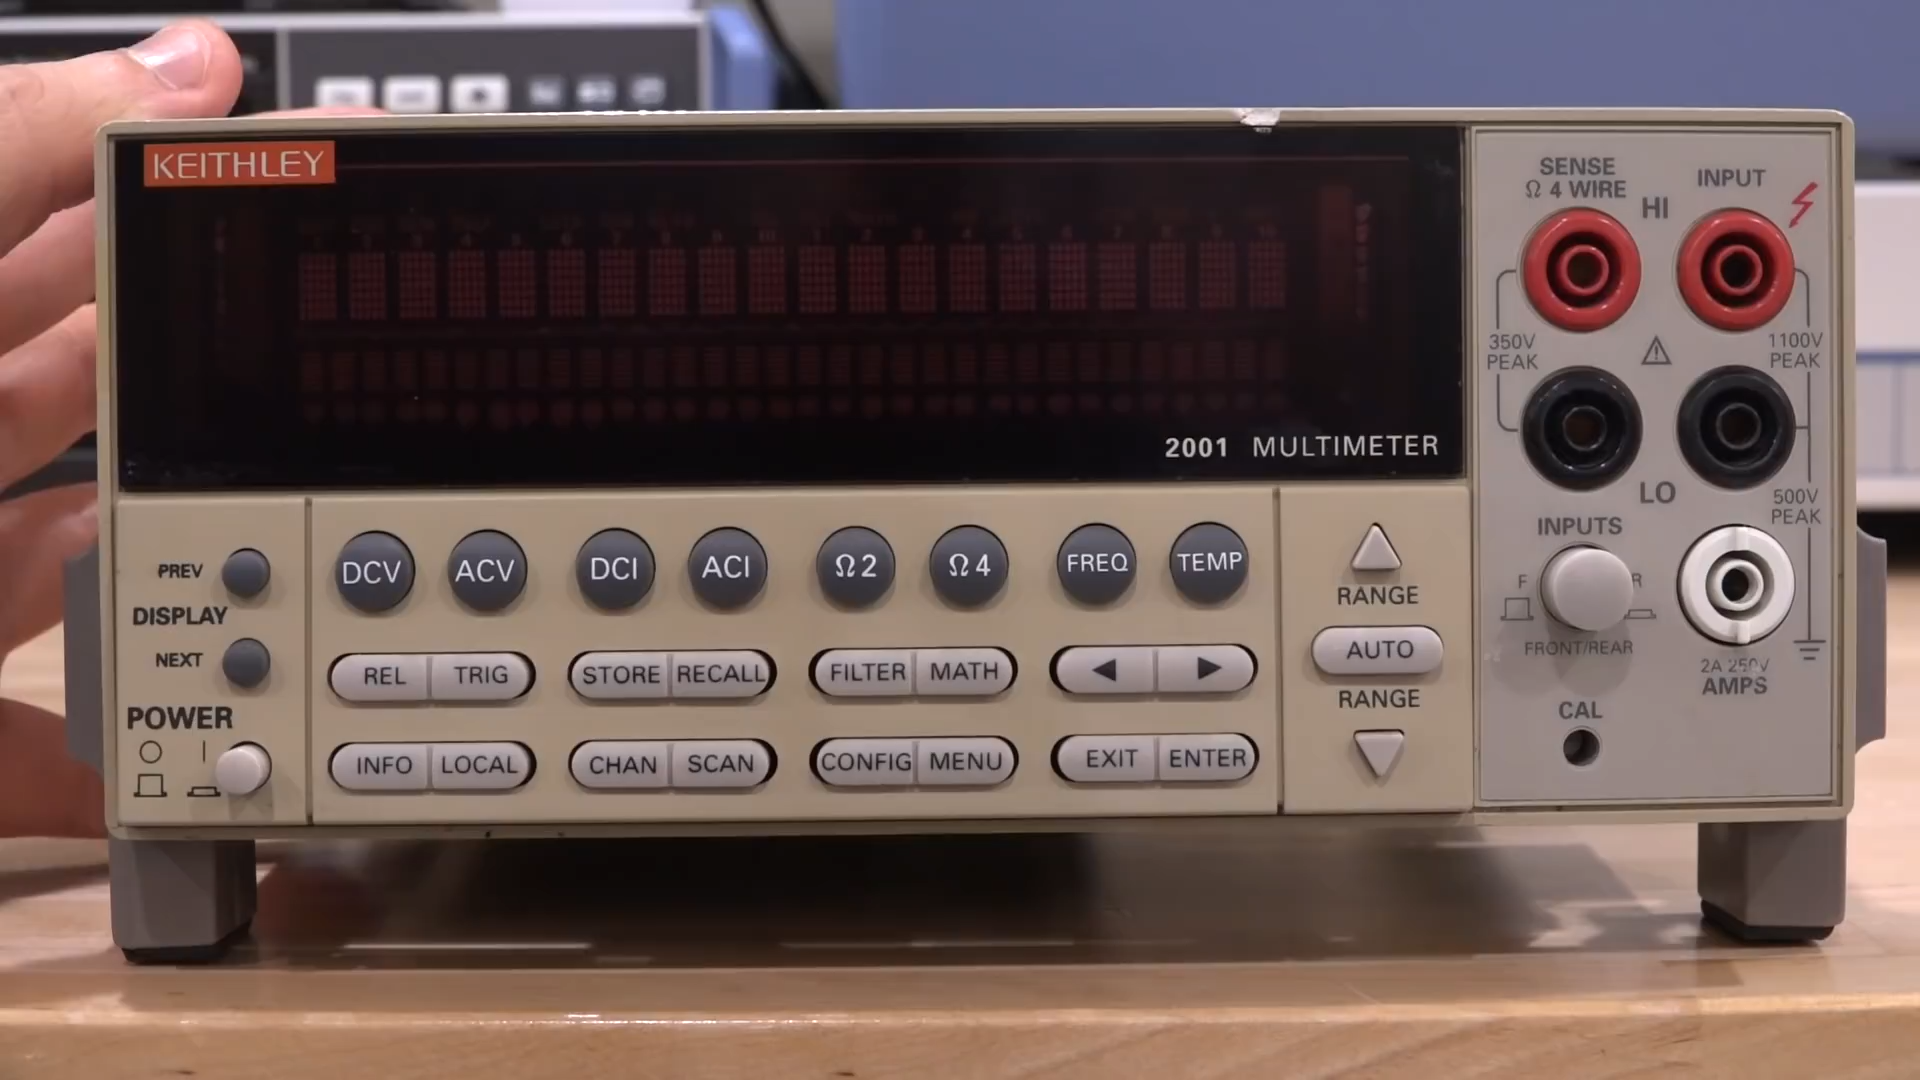 KEITHLEY
2001 MULTIMETER
SENSE
Ω 4 WIRE
HI
INPUT
350V
PEAK
1100V
PEAK
LO
500V
PEAK
INPUTS
F
R
FRONT/REAR
2A 250V
AMPS
CAL
PREV
DISPLAY
NEXT
POWER
DCV
ACV
DCI
ACI
Ω2
Ω4
FREQ
TEMP
REL
TRIG
STORE
RECALL
FILTER
MATH
INFO
LOCAL
CHAN
SCAN
CONFIG
MENU
EXIT
ENTER
RANGE
AUTO
RANGE